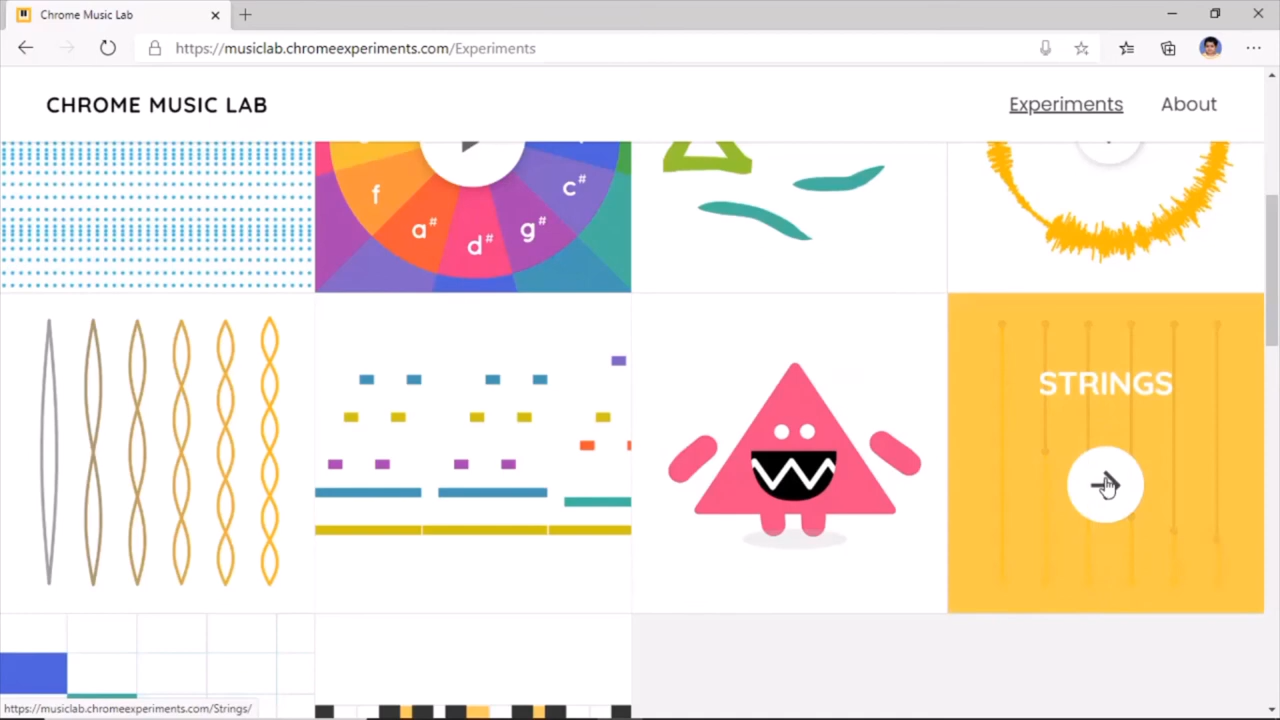 Chrome Music Lab
https://musiclab.chromeexperiments.com/Experiments
CHROME MUSIC LAB
Experiments
About
f
a#
d#
g#
c#
STRINGS
https://musiclab.chromeexperiments.com/Strings/